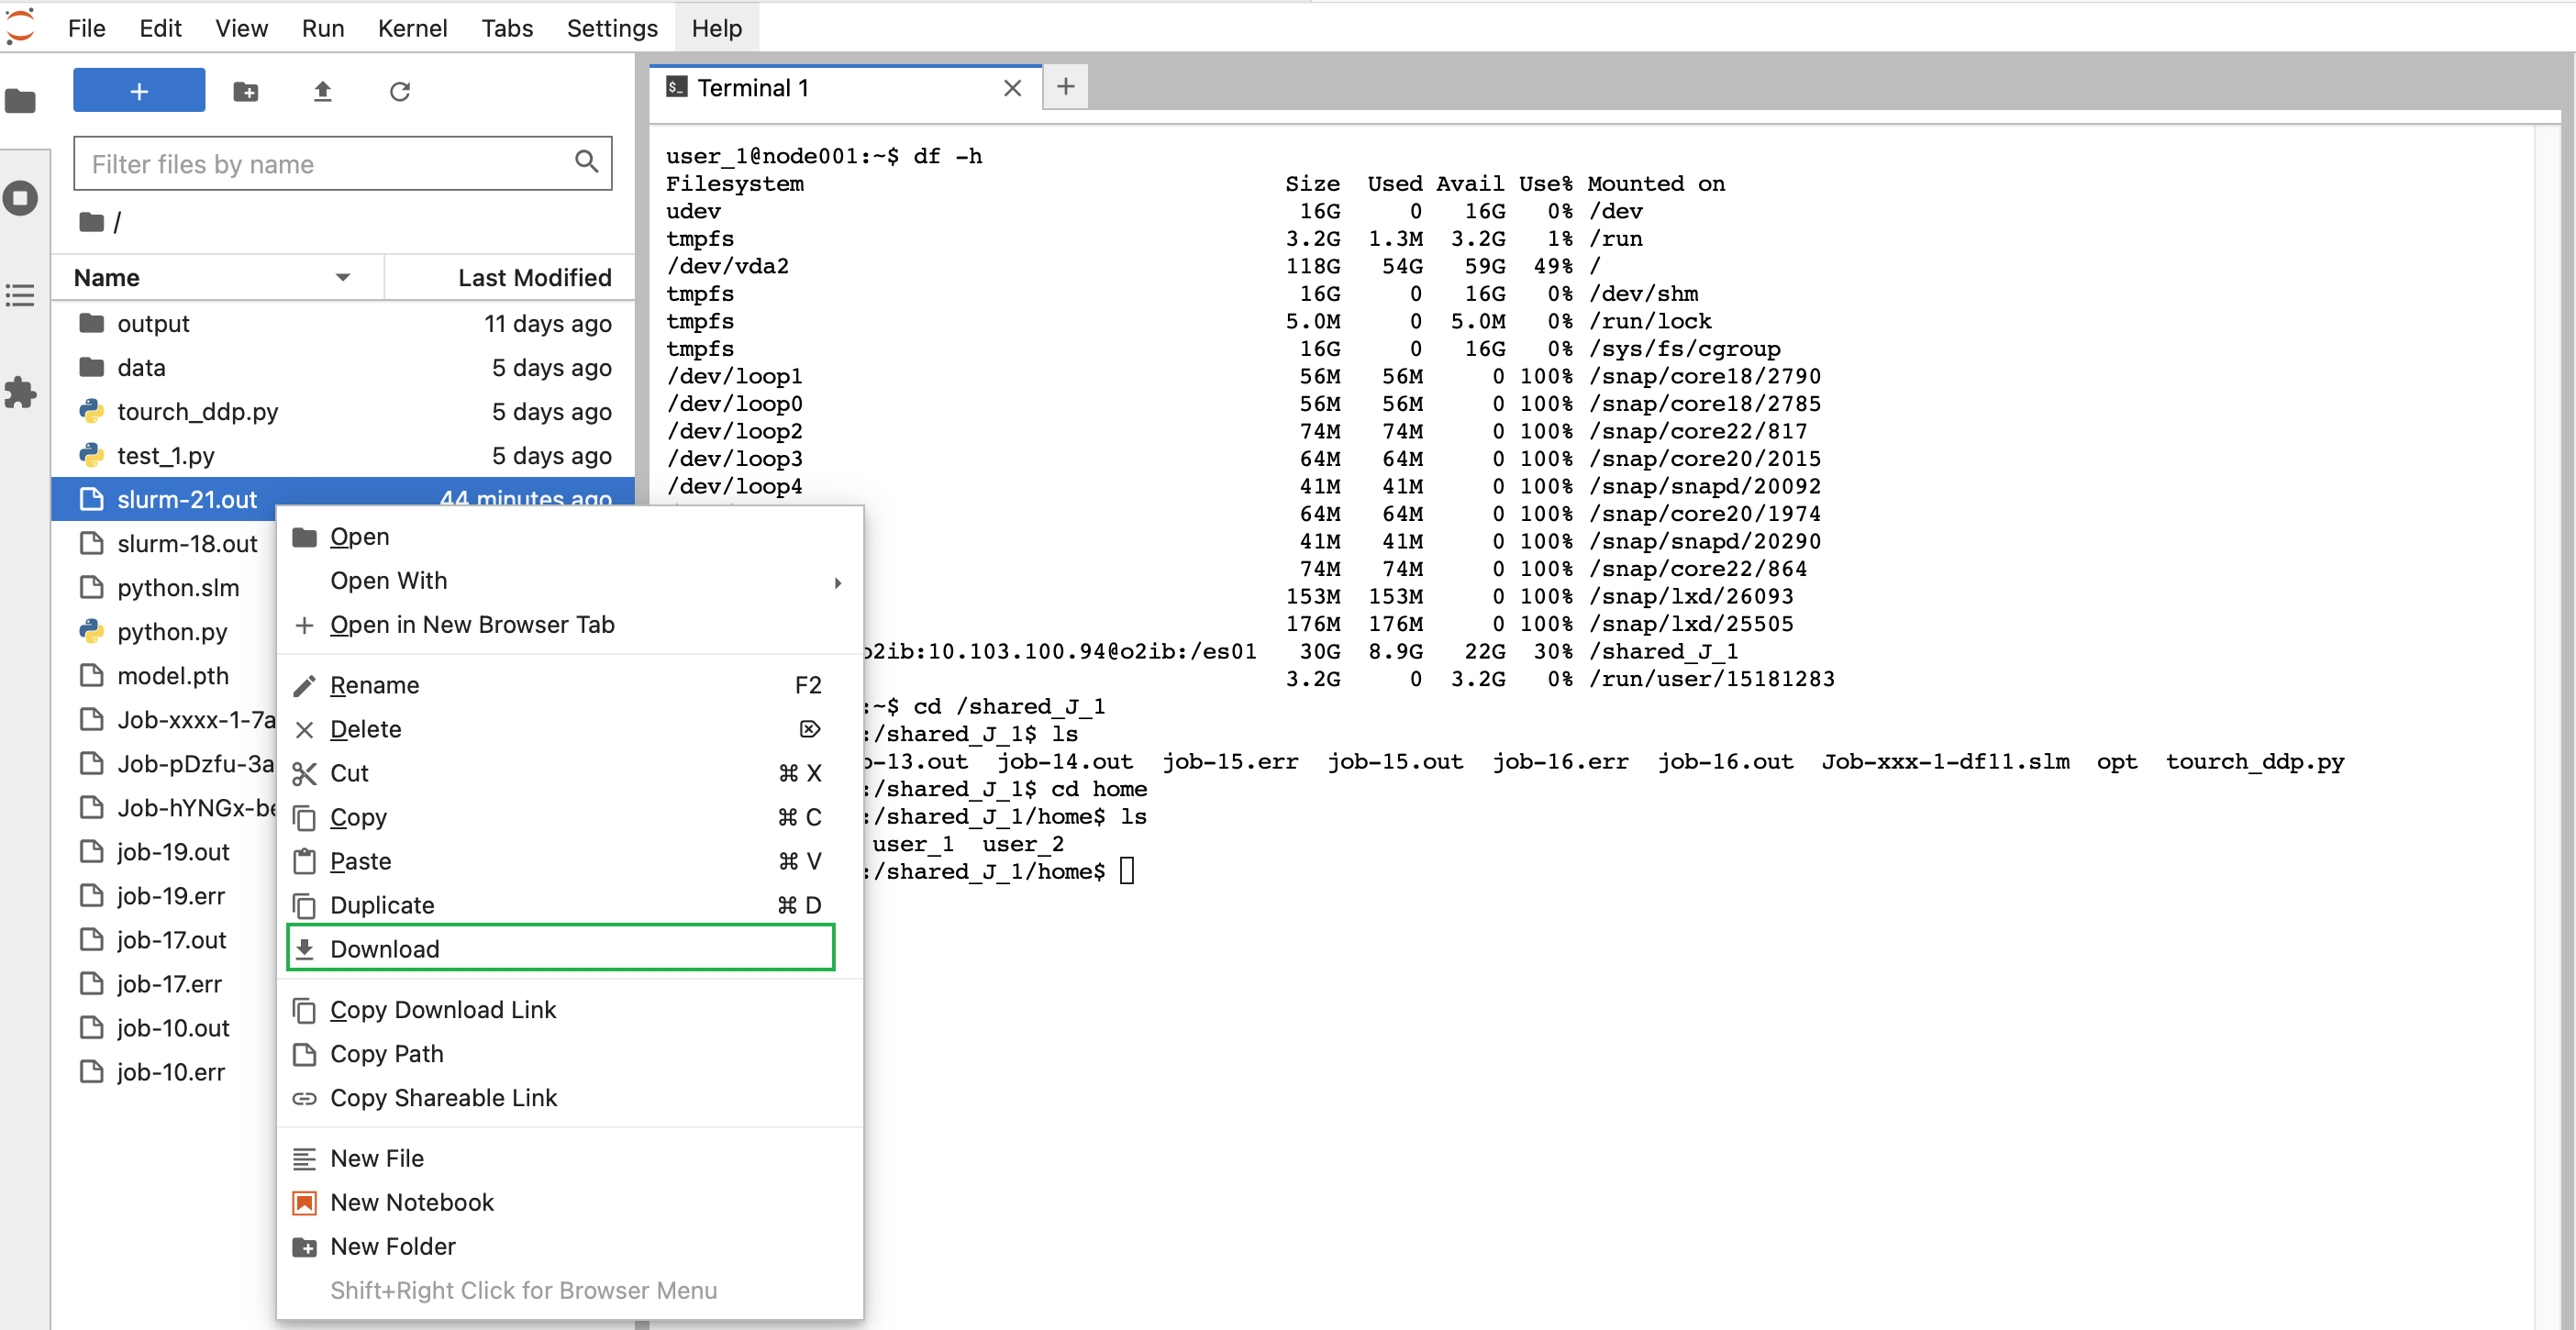 File Edit View Run Kernel Tabs Settings Help
+
Filter files by name
/
Name Last Modified
output 11 days ago
data 5 days ago
tourch_ddp.py 5 days ago
test_1.py 5 days ago
slurm-21.out 44 minutes ago
slurm-18.out
python.slm
python.py
model.pth
Job-xxxx-1-7a
Job-pDzfu-3a
Job-hYNGx-be
job-19.out
job-19.err
job-17.out
job-17.err
job-10.out
job-10.err
Open
Open With
Open in New Browser Tab
Rename F2
Delete
Cut ⌘ X
Copy ⌘ C
Paste ⌘ V
Duplicate ⌘ D
Download
Copy Download Link
Copy Path
Copy Shareable Link
New File
New Notebook
New Folder
Shift+Right Click for Browser Menu
$_ Terminal 1
user_1@node001:~$ df -h
Filesystem Size Used Avail Use% Mounted on
udev 16G 0 16G 0% /dev
tmpfs 3.2G 1.3M 3.2G 1% /run
/dev/vda2 118G 54G 59G 49% /
tmpfs 16G 0 16G 0% /dev/shm
tmpfs 5.0M 0 5.0M 0% /run/lock
tmpfs 16G 0 16G 0% /sys/fs/cgroup
/dev/loop1 56M 56M 0 100% /snap/core18/2790
/dev/loop0 56M 56M 0 100% /snap/core18/2785
/dev/loop2 74M 74M 0 100% /snap/core22/817
/dev/loop3 64M 64M 0 100% /snap/core20/2015
/dev/loop4 41M 41M 0 100% /snap/snapd/20092
64M 64M 0 100% /snap/core20/1974
41M 41M 0 100% /snap/snapd/20290
74M 74M 0 100% /snap/core22/864
153M 153M 0 100% /snap/lxd/26093
176M 176M 0 100% /snap/lxd/25505
o2ib:10.103.100.94@o2ib:/es01 30G 8.9G 22G 30% /shared_J_1
3.2G 0 3.2G 0% /run/user/15181283
:~$ cd /shared_J_1
:/shared_J_1$ ls
-13.out job-14.out job-15.err job-15.out job-16.err job-16.out Job-xxx-1-df11.slm opt tourch_ddp.py
:/shared_J_1$ cd home
:/shared_J_1/home$ ls
user_1 user_2
:/shared_J_1/home$